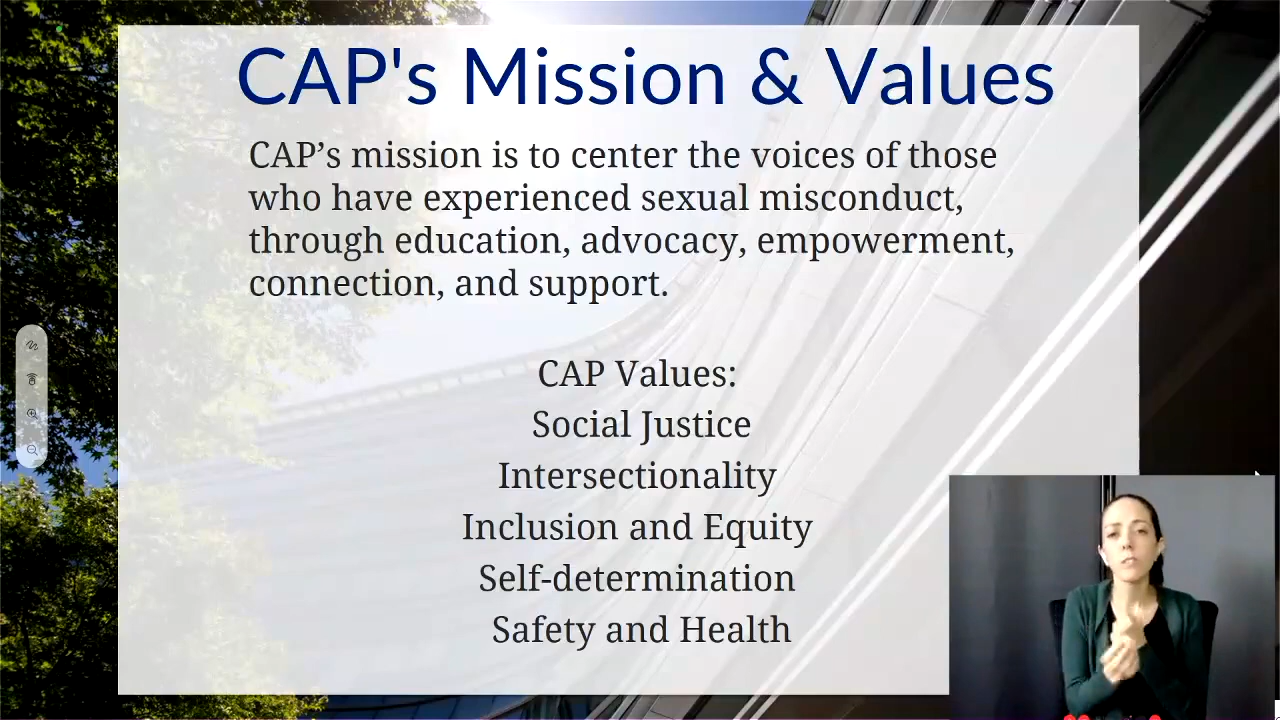 CAP's Mission & Values
CAP’s mission is to center the voices of those
who have experienced sexual misconduct,
through education, advocacy, empowerment,
connection, and support.
CAP Values:
Social Justice
Intersectionality
Inclusion and Equity
Self-determination
Safety and Health